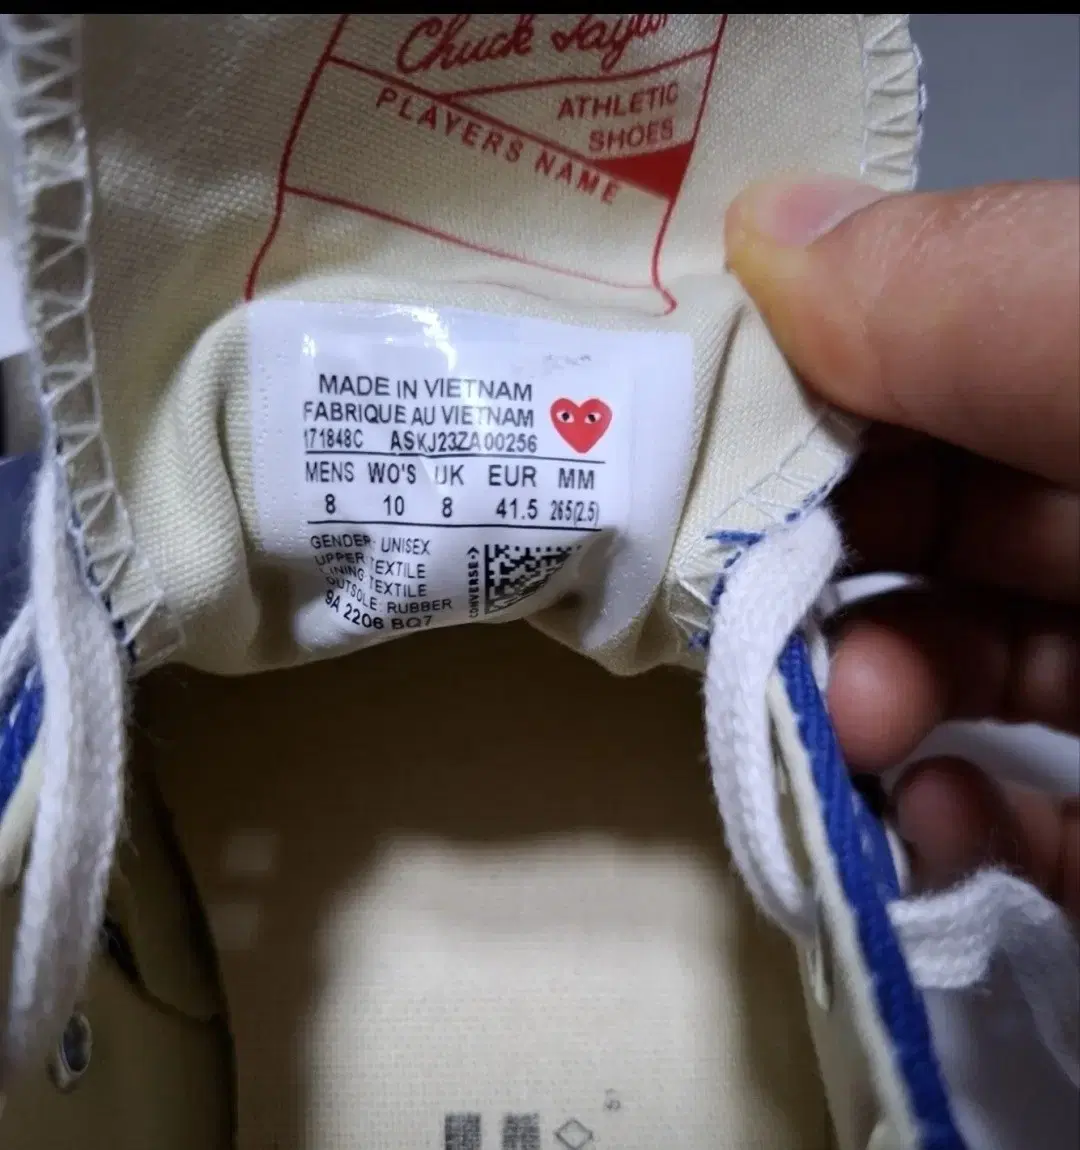 Chuck Taylor
ATHLETIC
SHOES
PLAYERS NAME
MADE IN VIETNAM
FABRIQUE AU VIETNAM
171848C ASKJ23ZA00256
MENS WO'S UK EUR MM
8 10 8 41.5 265(2.5)
GENDER: UNISEX
UPPER: TEXTILE
LINING: TEXTILE
OUTSOLE: RUBBER
9A 2206 BQ7
CONVERSE